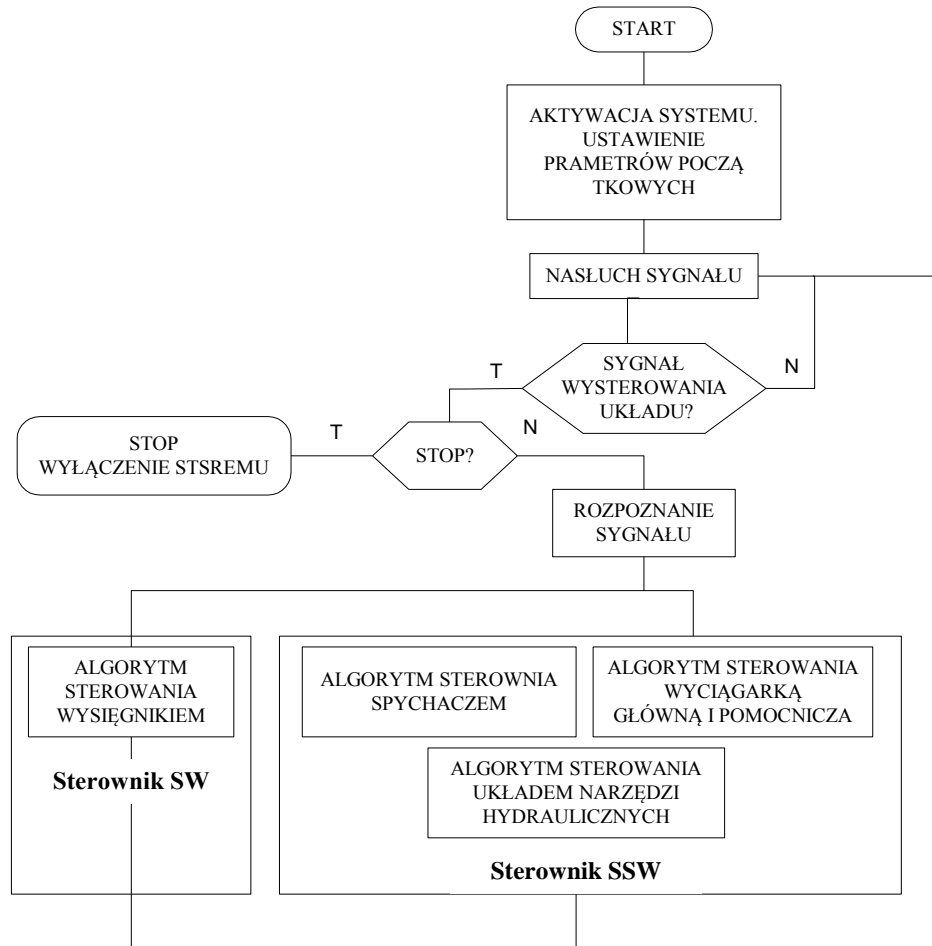 START
AKTYWACJA SYSTEMU.
USTAWIENIE
PRAMETRÓW POCZĄ
TKOWYCH
NASŁUCH SYGNAŁU
SYGNAŁ
WYSTEROWANIA
UKŁADU?
T
N
STOP?
T
N
STOP
WYŁĄCZENIE STSREMU
ROZPOZNANIE
SYGNAŁU
ALGORYTM
STEROWANIA
WYSIĘGNIKIEM
Sterownik SW
ALGORYTM STEROWNIA
SPYCHACZEM
ALGORYTM STEROWANIA
WYCIĄGARKĄ
GŁÓWNĄ I POMOCNICZA
ALGORYTM STEROWANIA
UKŁADEM NARZĘDZI
HYDRAULICZNYCH
Sterownik SSW